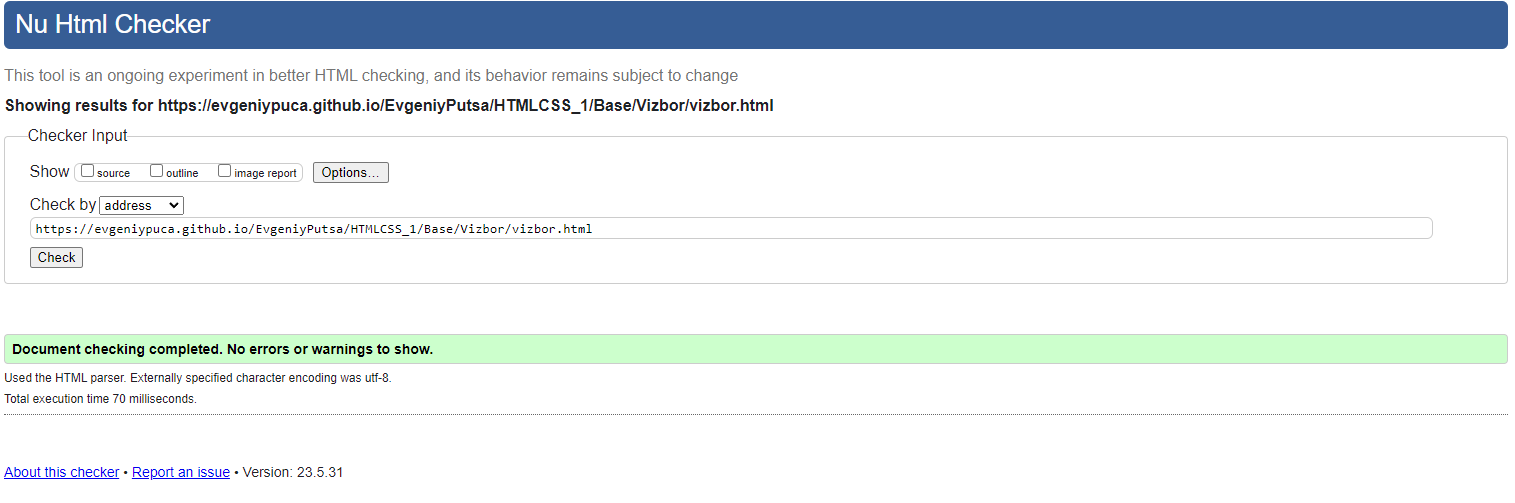 Nu Html Checker
This tool is an ongoing experiment in better HTML checking, and its behavior remains subject to change
Showing results for https://evgeniypuca.github.io/EvgeniyPutsa/HTMLCSS_1/Base/Vizbor/vizbor.html
Checker Input
Show source outline image report Options...
Check by address
https://evgeniypuca.github.io/EvgeniyPutsa/HTMLCSS_1/Base/Vizbor/vizbor.html
Check
Document checking completed. No errors or warnings to show.
Used the HTML parser. Externally specified character encoding was utf-8.
Total execution time 70 milliseconds.
About this checker • Report an issue • Version: 23.5.31